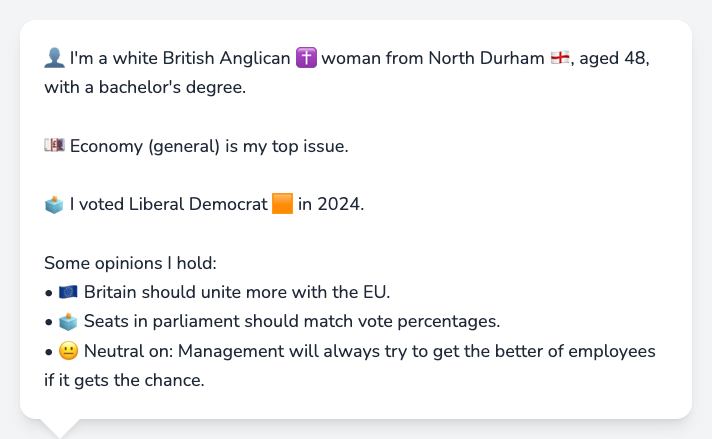 👤 I'm a white British Anglican ✝️ woman from North Durham 🏴󠁧󠁢󠁥󠁮󠁧󠁿, aged 48,
with a bachelor's degree.
💷 Economy (general) is my top issue.
🗳️ I voted Liberal Democrat 🟧 in 2024.
Some opinions I hold:
• 🇪🇺 Britain should unite more with the EU.
• 🗳️ Seats in parliament should match vote percentages.
• 😐 Neutral on: Management will always try to get the better of employees
if it gets the chance.